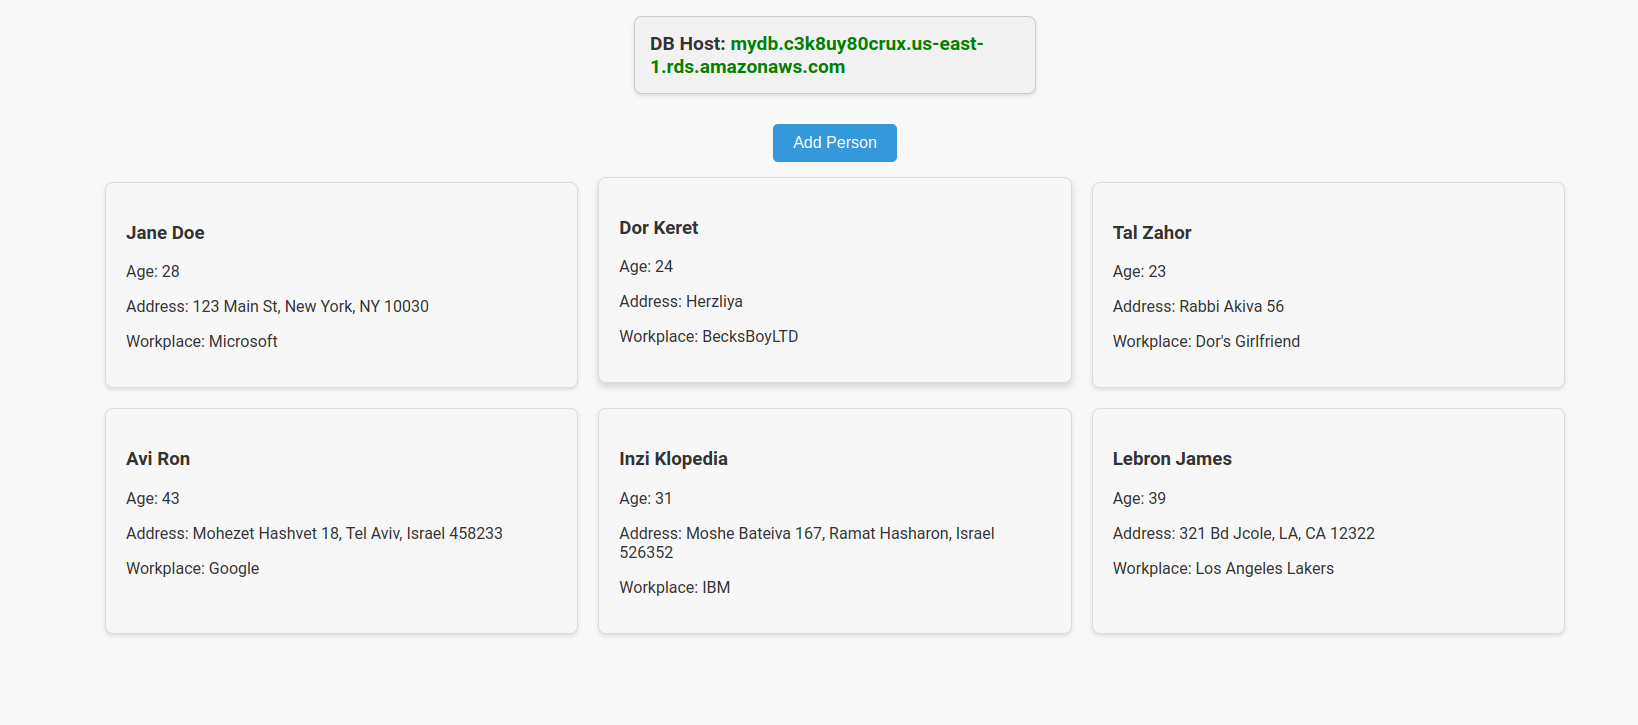 DB Host: mydb.c3k8uy80crux.us-east-
1.rds.amazonaws.com
Add Person
Jane Doe
Age: 28
Address: 123 Main St, New York, NY 10030
Workplace: Microsoft
Dor Keret
Age: 24
Address: Herzliya
Workplace: BecksBoyLTD
Tal Zahor
Age: 23
Address: Rabbi Akiva 56
Workplace: Dor's Girlfriend
Avi Ron
Age: 43
Address: Mohezet Hashvet 18, Tel Aviv, Israel 458233
Workplace: Google
Inzi Klopedia
Age: 31
Address: Moshe Bateiva 167, Ramat Hasharon, Israel
526352
Workplace: IBM
Lebron James
Age: 39
Address: 321 Bd Jcole, LA, CA 12322
Workplace: Los Angeles Lakers